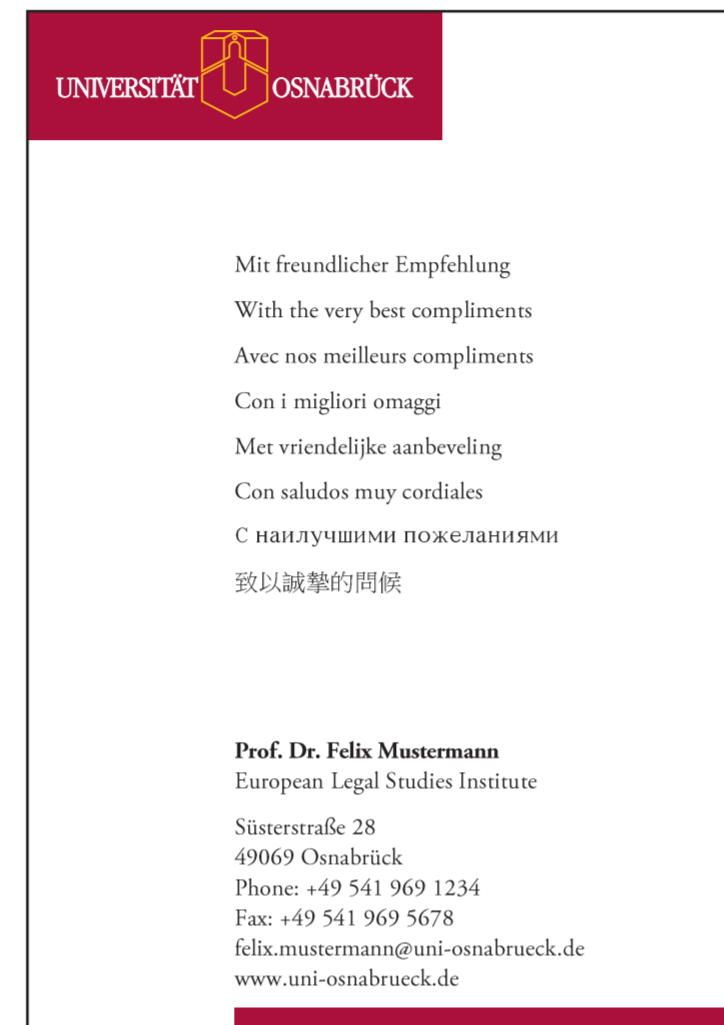 UNIVERSITÄT OSNABRÜCK
Mit freundlicher Empfehlung
With the very best compliments
Avec nos meilleurs compliments
Con i migliori omaggi
Met vriendelijke aanbeveling
Con saludos muy cordiales
С наилучшими пожеланиями
致以誠摯的問候
Prof. Dr. Felix Mustermann
European Legal Studies Institute
Süsterstraße 28
49069 Osnabrück
Phone: +49 541 969 1234
Fax: +49 541 969 5678
felix.mustermann@uni-osnabrueck.de
www.uni-osnabrueck.de